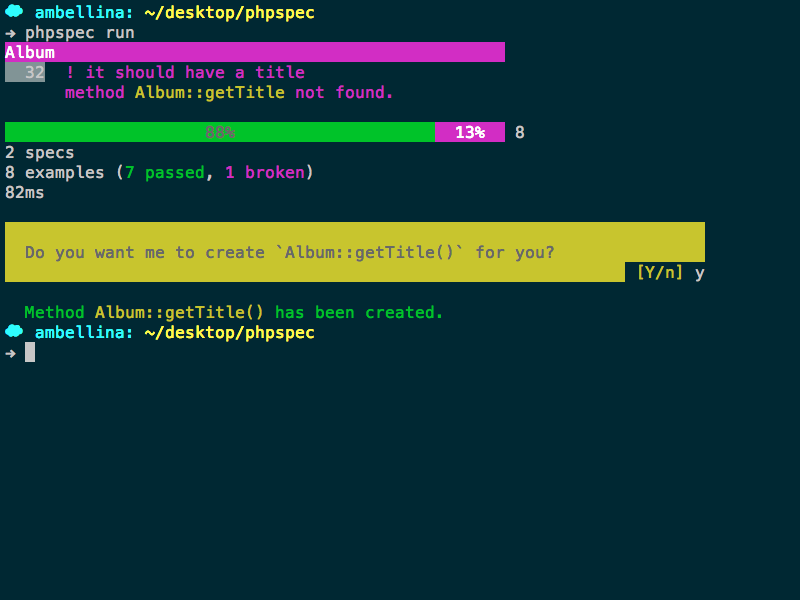 ambellina: ~/desktop/phpspec
→ phpspec run
Album
32 ! it should have a title
method Album::getTitle not found.
88% 13% 8
2 specs
8 examples (7 passed, 1 broken)
82ms
Do you want me to create `Album::getTitle()` for you?
[Y/n] y
Method Album::getTitle() has been created.
ambellina: ~/desktop/phpspec
→